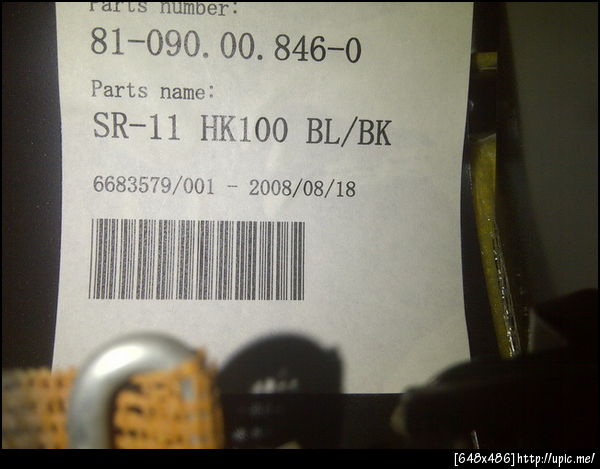 Parts number:
81-090.00.846-0
Parts name:
SR-11 HK100 BL/BK
6683579/001 - 2008/08/18
[648x486]http://upic.me/